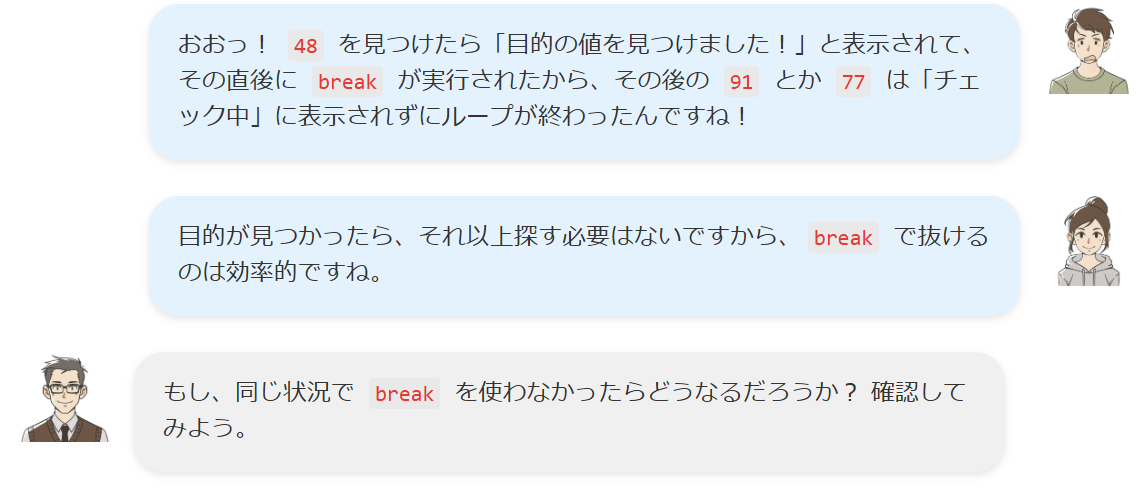 おおっ！ 48 を見つけたら「目的の値を見つけました！」と表示されて、
その直後に break が実行されたから、その後の 91 とか 77 は「チェ
ック中」に表示されずにループが終わったんですね！
目的が見つかったら、それ以上探す必要はないですから、 break で抜ける
のは効率的ですね。
もし、同じ状況で break を使わなかったらどうなるだろうか？ 確認して
みよう。